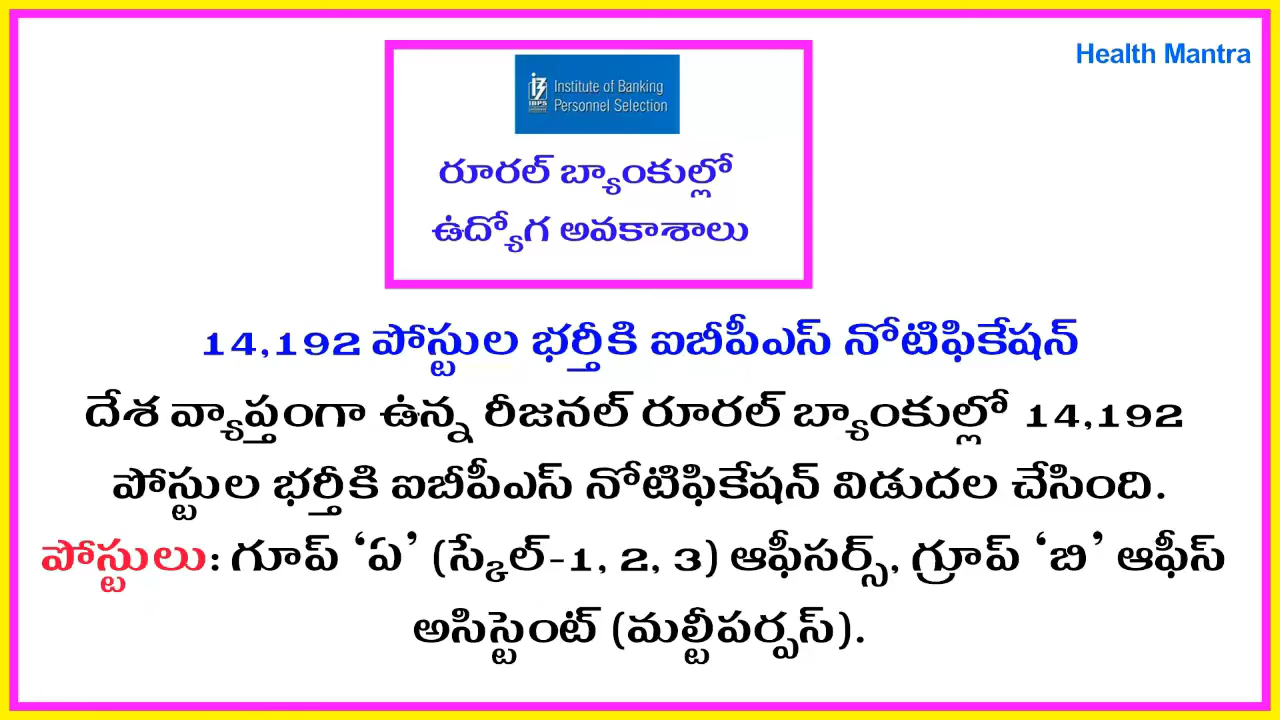 Health Mantra
IBPS
Institute of Banking
Personnel Selection
రూరల్ బ్యాంకుల్లో
ఉద్యోగ అవకాశాలు
14,192 పోస్టుల భర్తీకి ఐబీపీఎస్ నోటిఫికేషన్
దేశ వ్యాప్తంగా ఉన్న రీజనల్ రూరల్ బ్యాంకుల్లో 14,192
పోస్టుల భర్తీకి ఐబీపీఎస్ నోటిఫికేషన్ విడుదల చేసింది.
పోస్టులు: గూప్ ‘ఏ’ (స్కేల్-1, 2, 3) ఆఫీసర్స్, గ్రూప్ ‘బి’ ఆఫీస్
అసిస్టెంట్ (మల్టీపర్పస్).